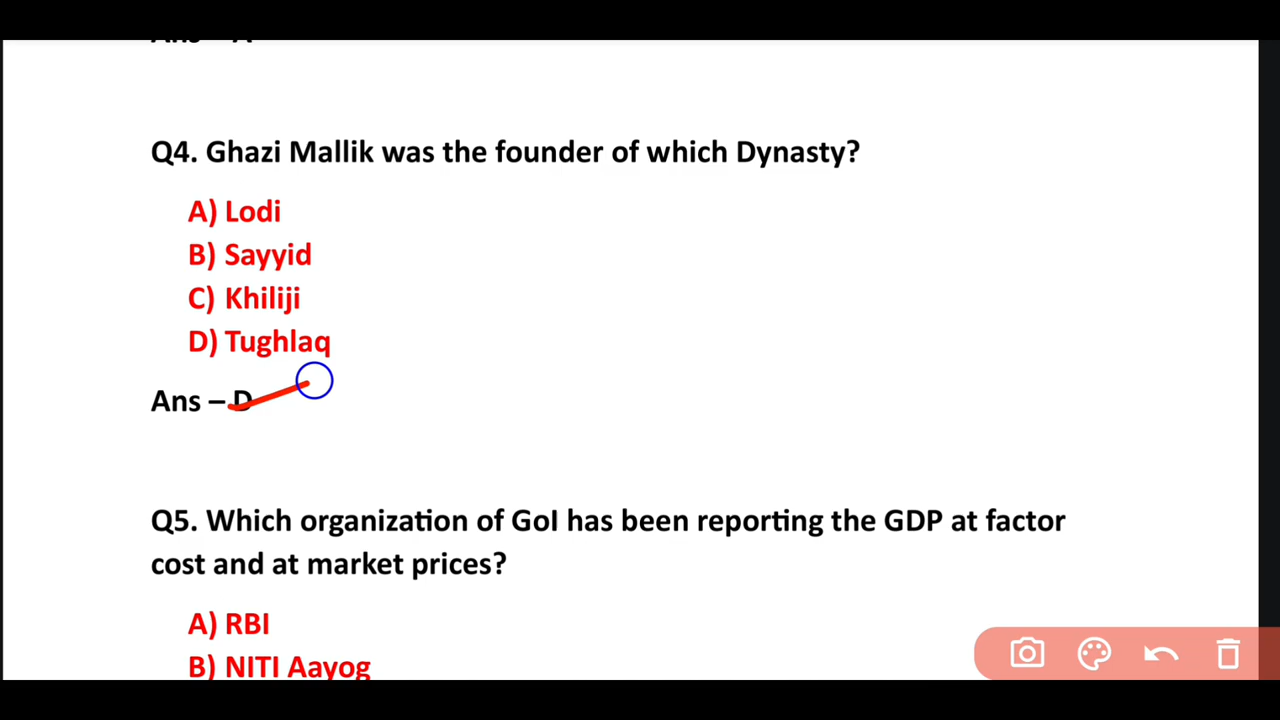 Ans – A
Q4. Ghazi Mallik was the founder of which Dynasty?
A) Lodi
B) Sayyid
C) Khiliji
D) Tughlaq
Ans – D
Q5. Which organization of GoI has been reporting the GDP at factor
cost and at market prices?
A) RBI
B) NITI Aayog